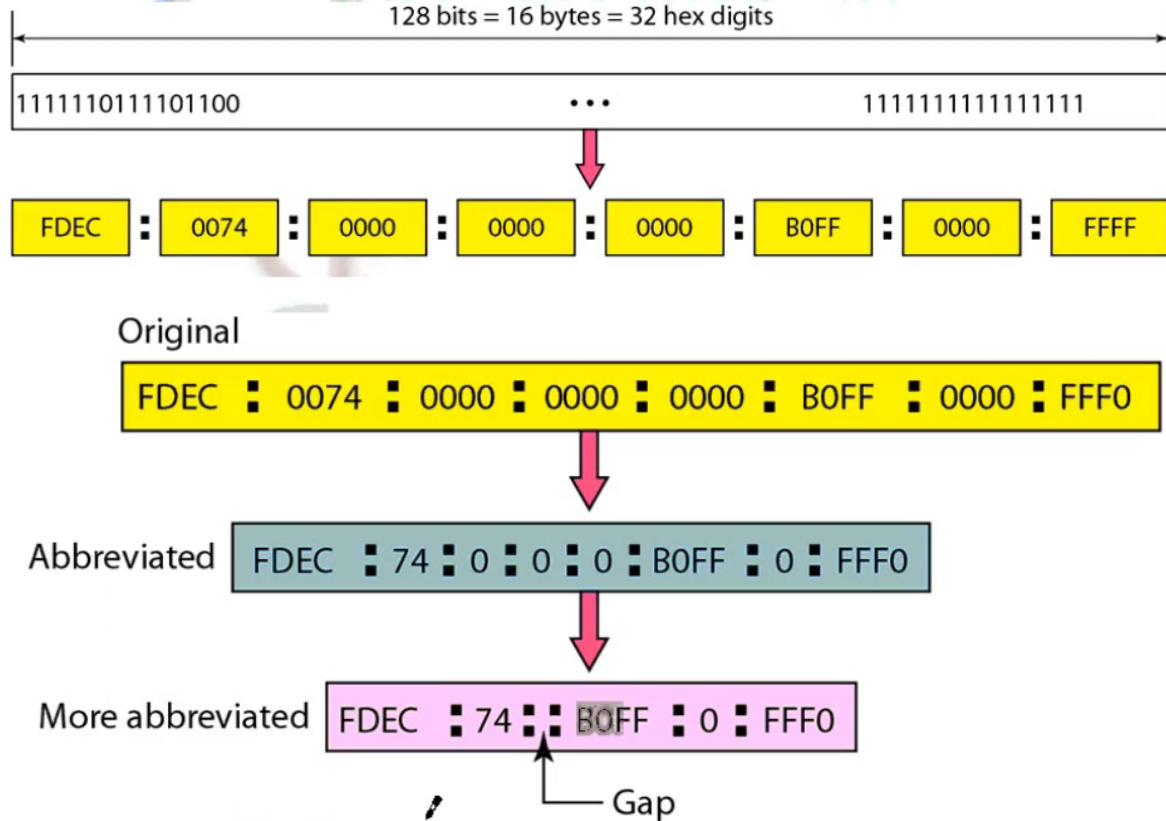 128 bits = 16 bytes = 32 hex digits
1111110111101100 ... 1111111111111111
FDEC : 0074 : 0000 : 0000 : 0000 : B0FF : 0000 : FFFF
Original
FDEC : 0074 : 0000 : 0000 : 0000 : B0FF : 0000 : FFF0
Abbreviated FDEC : 74 : 0 : 0 : 0 : B0FF : 0 : FFF0
More abbreviated FDEC : 74 : : B0FF : 0 : FFF0
Gap